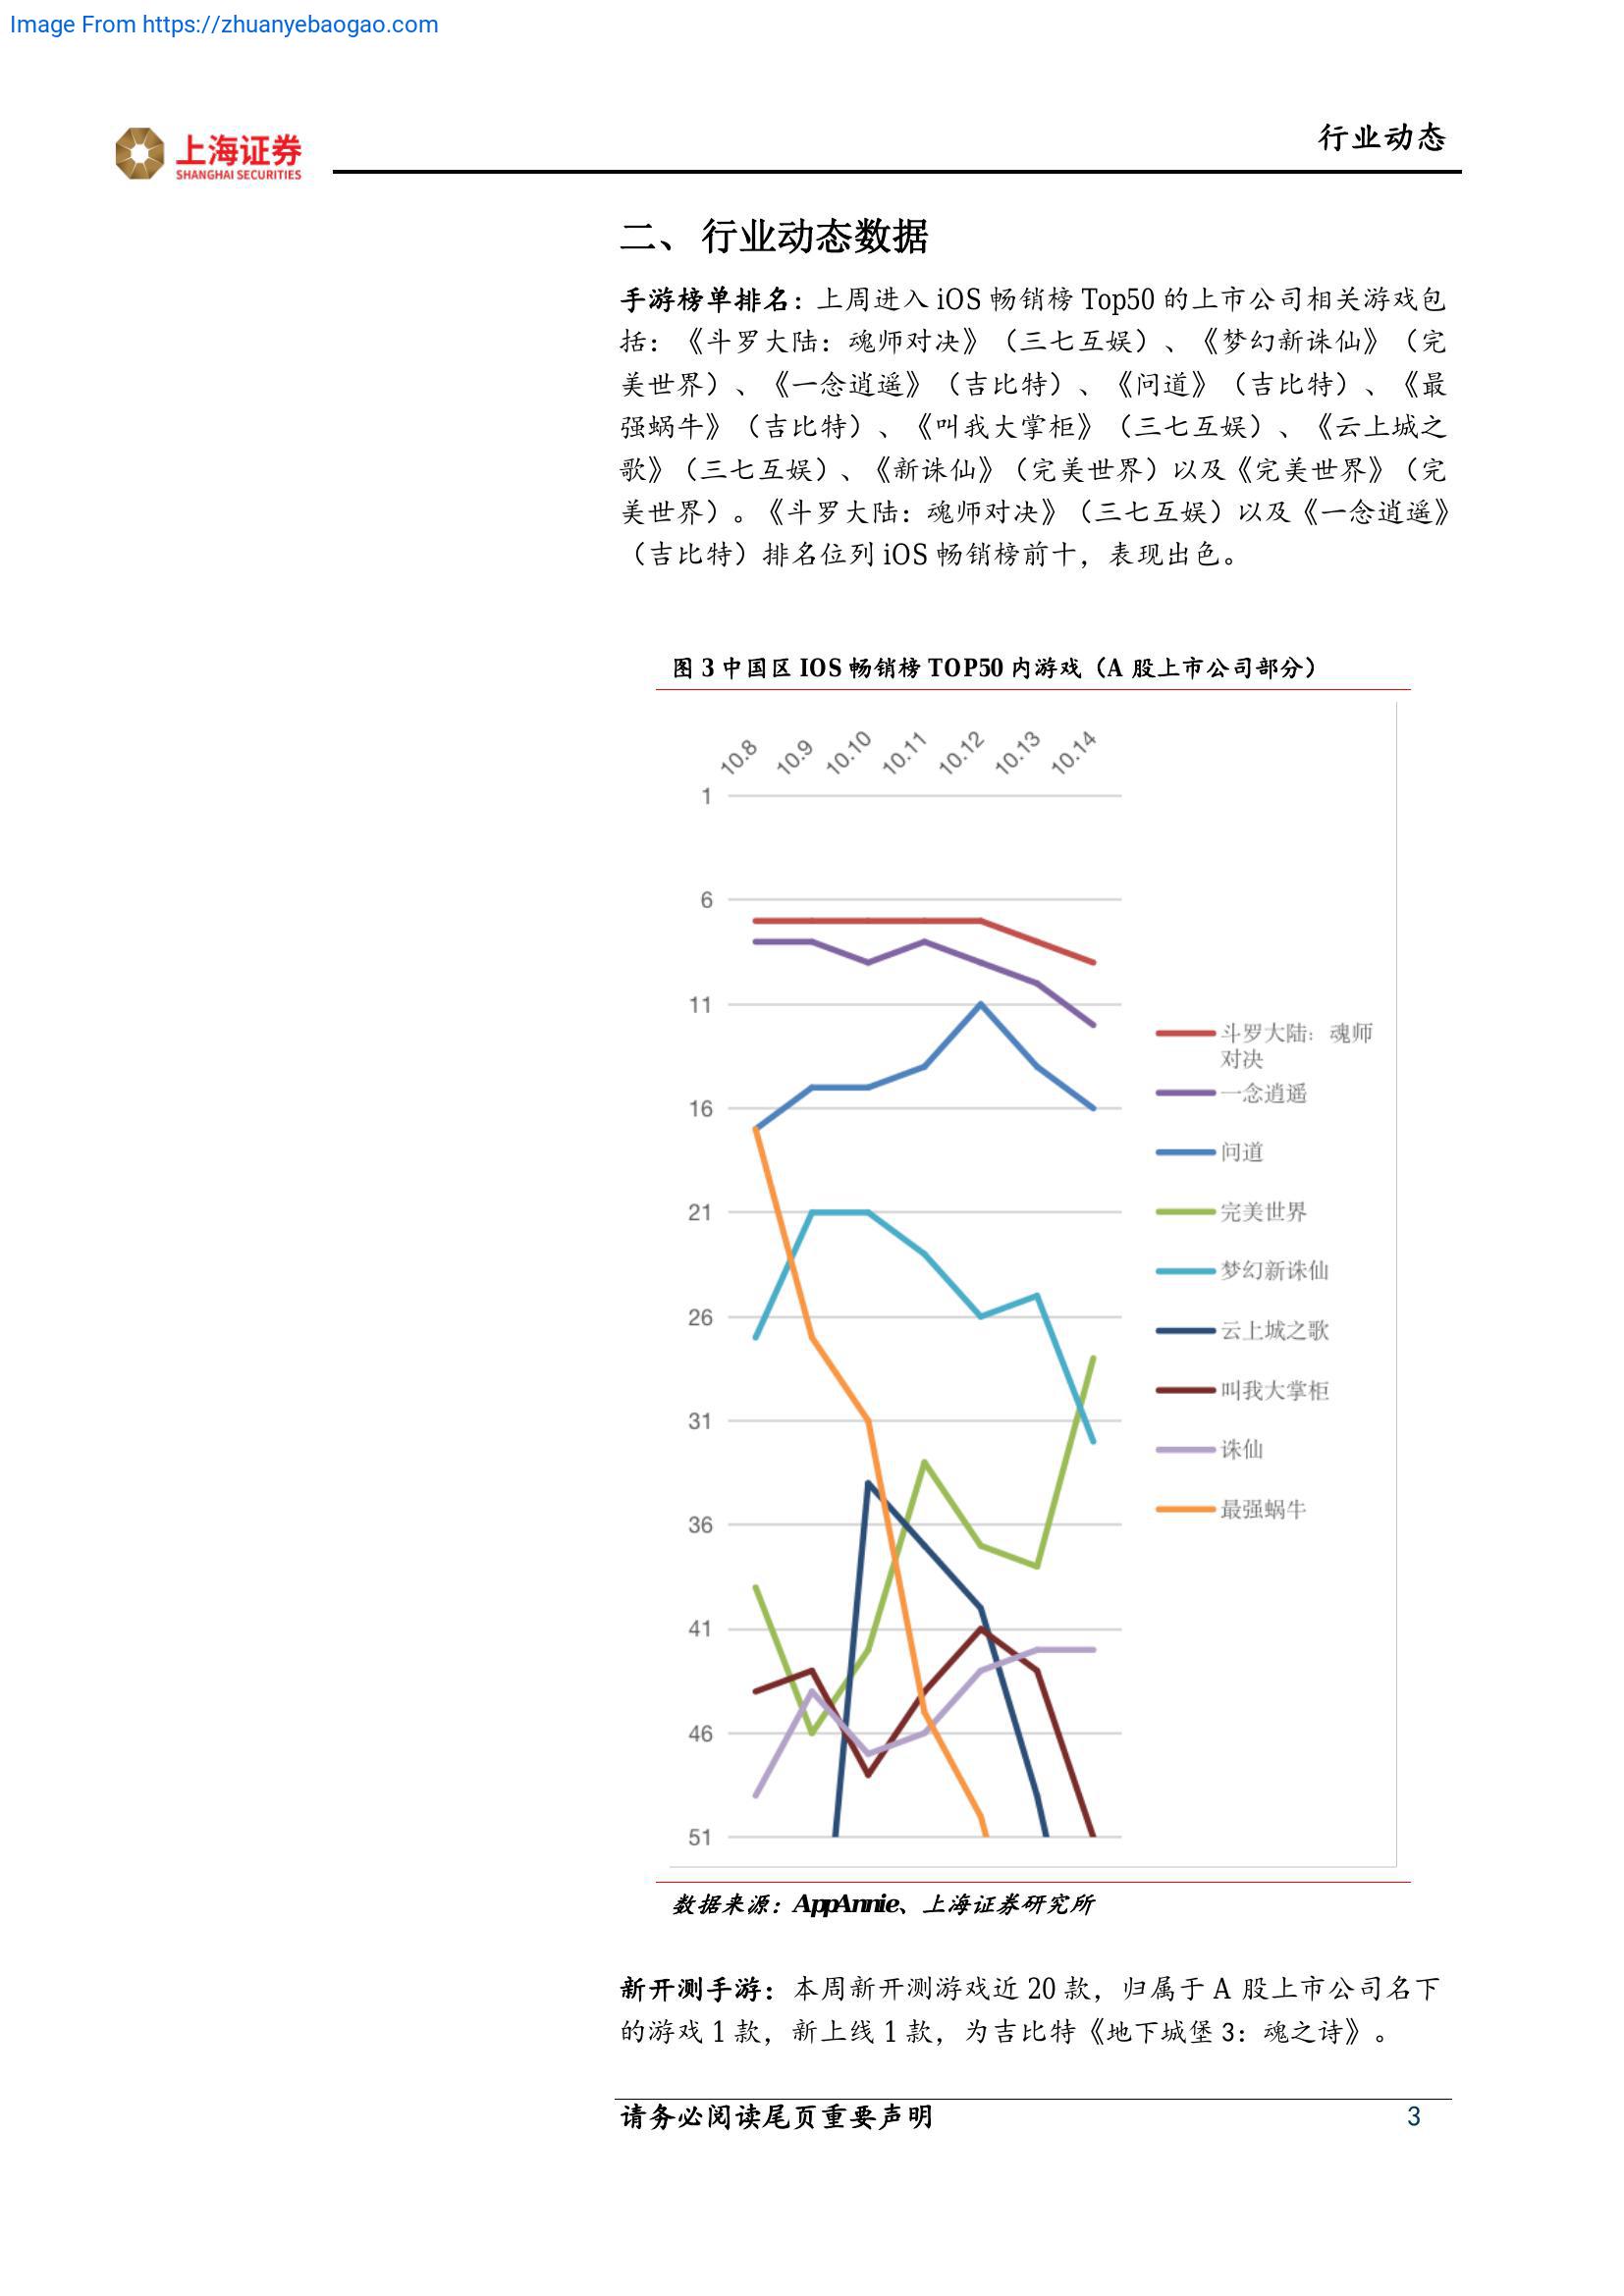 Image From https://zhuanyebaogao.com
上海证券
SHANGHAI SECURITIES
行业动态
二、 行业动态数据
手游榜单排名：上周进入 iOS 畅销榜 Top50 的上市公司相关游戏包
括：《斗罗大陆：魂师对决》（三七互娱）、《梦幻新诛仙》（完
美世界）、《一念逍遥》（吉比特）、《问道》（吉比特）、《最
强蜗牛》（吉比特）、《叫我大掌柜》（三七互娱）、《云上城之
歌》（三七互娱）、《新诛仙》（完美世界）以及《完美世界》（完
美世界）。《斗罗大陆：魂师对决》（三七互娱）以及《一念逍遥》
（吉比特）排名位列 iOS 畅销榜前十，表现出色。
图 3 中国区 IOS 畅销榜 TOP50 内游戏（A 股上市公司部分）
10.8 10.9 10.10 10.11 10.12 10.13 10.14
1
6
11
16
21
26
31
36
41
46
51
斗罗大陆：魂师
对决
一念逍遥
问道
完美世界
梦幻新诛仙
云上城之歌
叫我大掌柜
诛仙
最强蜗牛
数据来源：AppAnnie、上海证券研究所
新开测手游：本周新开测游戏近 20 款，归属于 A 股上市公司名下
的游戏 1 款，新上线 1 款，为吉比特《地下城堡 3：魂之诗》。
请务必阅读尾页重要声明
3